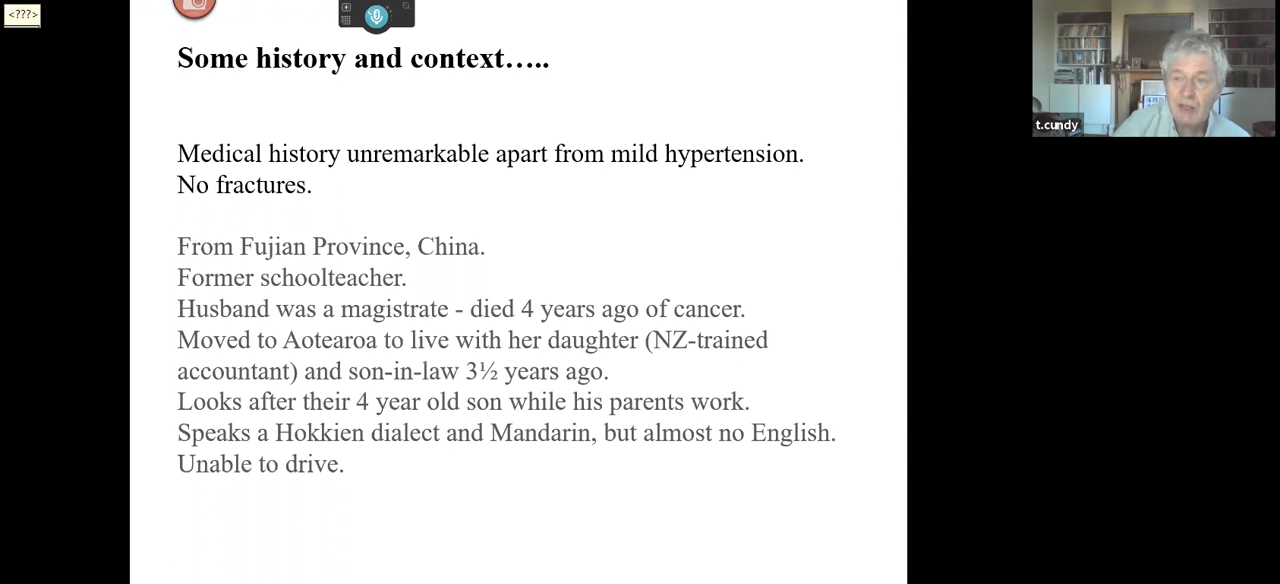 <???>
Some history and context…..
Medical history unremarkable apart from mild hypertension.
No fractures.
From Fujian Province, China.
Former schoolteacher.
Husband was a magistrate - died 4 years ago of cancer.
Moved to Aotearoa to live with her daughter (NZ-trained
accountant) and son-in-law 3½ years ago.
Looks after their 4 year old son while his parents work.
Speaks a Hokkien dialect and Mandarin, but almost no English.
Unable to drive.
t.cundy